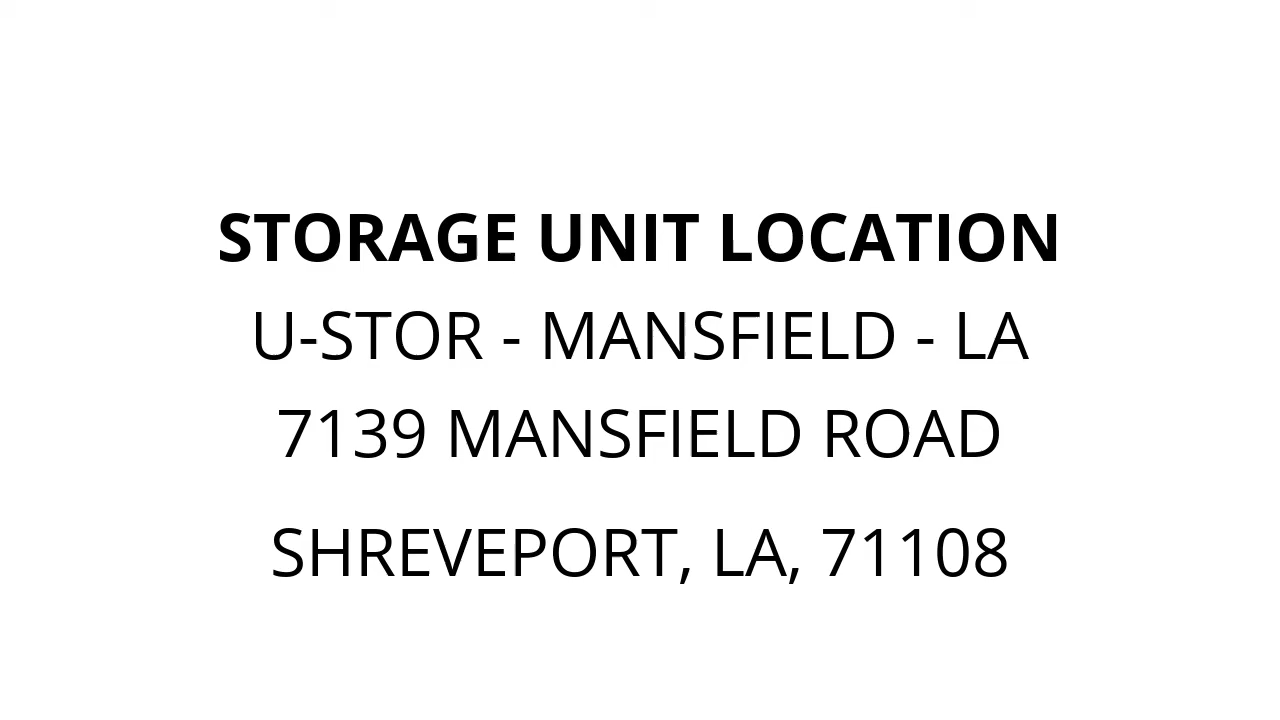 STORAGE UNIT LOCATION
U-STOR - MANSFIELD - LA
7139 MANSFIELD ROAD
SHREVEPORT, LA, 71108